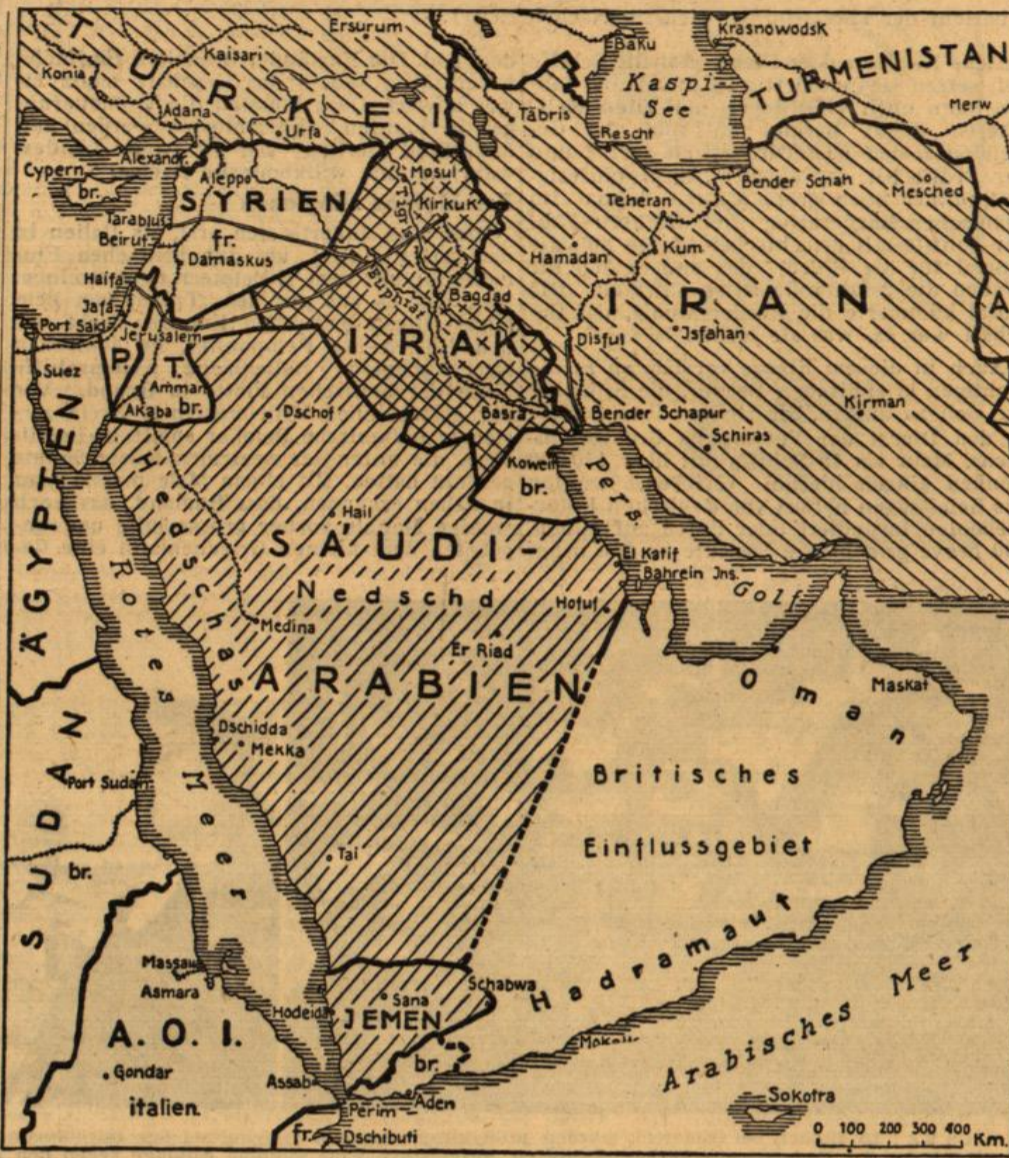 TÜRKEI
Ersurum
Kaisari
Konia
Adana
Urfa
Baku
Krasnowodsk
Kaspi-
See
TURMENISTAN
Merw
Täbris
Rescht
Cypern
br.
Alexandr.
Aleppo
SYRIEN
fr.
Damaskus
Tarablus
Beirut
Haifa
Jafa
Port Said
Jerusalem
Mosul
Kirkuk
Tigris
Euphrat
Bagdad
IRAK
Basra
Teheran
Bender Schah
Mesched
Hamadan
Kum
IRAN
A
Disful
Jsfahan
Kirman
Bender Schapur
Schiras
Suez
P.
T.
Amman
br.
Akaba
Dschof
Koweit
br.
Pers.
Golf
ÄGYPTEN
Hedschas
Hail
SAUDI-
Nedschd
El Katif
Bahrein Jns.
Hofuf
Medina
Er Riad
ARABIEN
Rotes
Meer
Oman
Maskat
Dschidda
Mekka
SUDAN
Port Sudan
br.
Britisches
Einflussgebiet
Tai
Hadramaut
Massaua
Asmara
Schabwa
Sana
Hodeida
JEMEN
A.O.I.
Gondar
italien.
Assab
br.
Perim
Aden
fr.
Dschibuti
Arabisches Meer
Sokotra
0 100 200 300 400 Km.